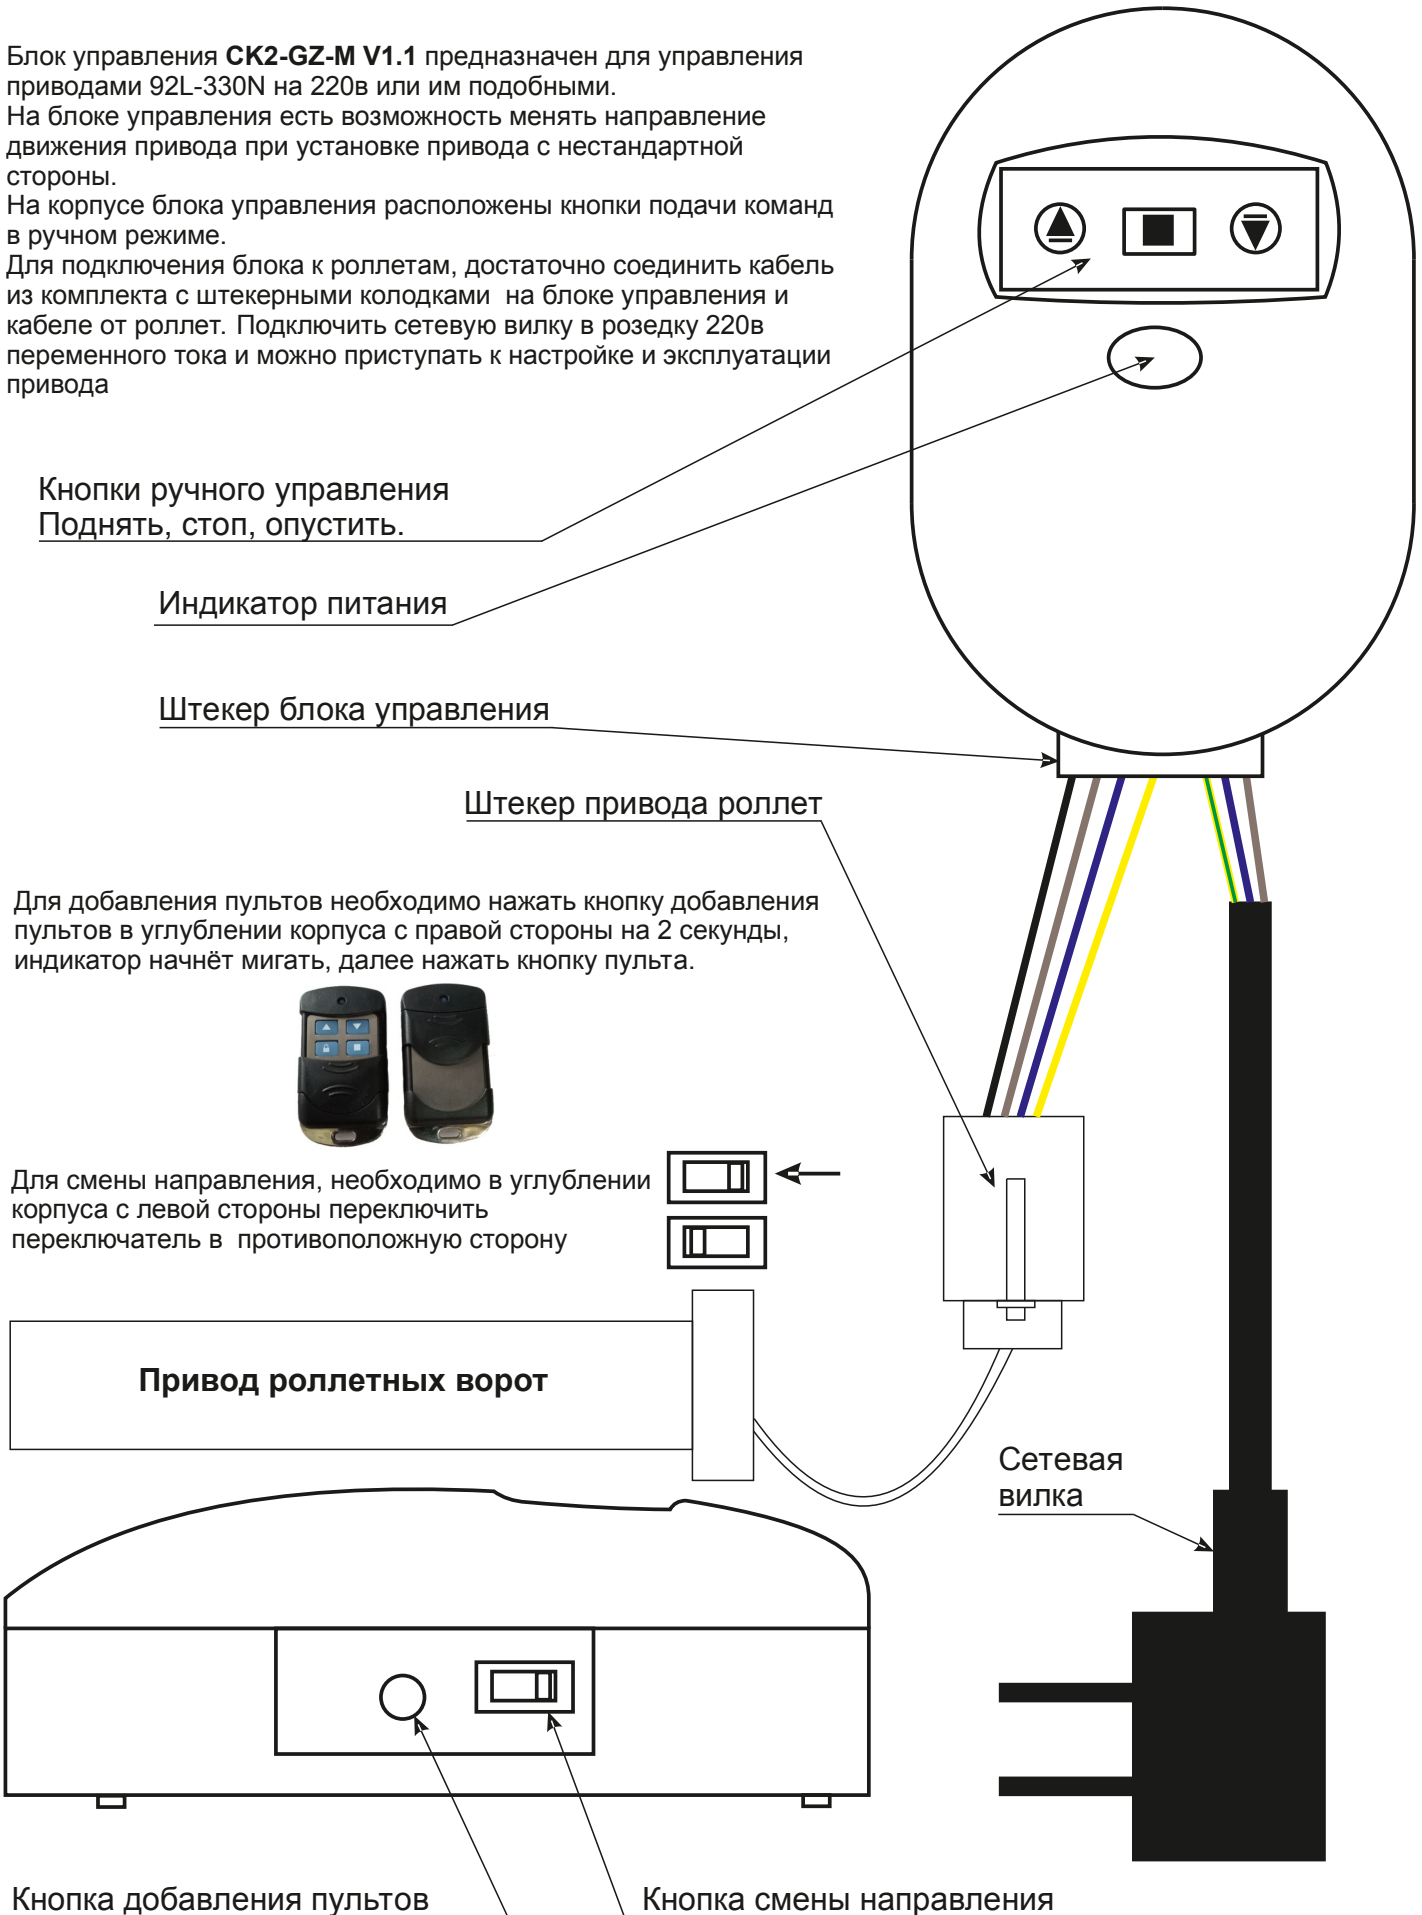 Блок управления CK2-GZ-M V1.1 предназначен для управления
приводами 92L-330N на 220в или им подобными.
На блоке управления есть возможность менять направление
движения привода при установке привода с нестандартной
стороны.
На корпусе блока управления расположены кнопки подачи команд
в ручном режиме.
Для подключения блока к роллетам, достаточно соединить кабель
из комплекта с штекерными колодками на блоке управления и
кабеле от роллет. Подключить сетевую вилку в розедку 220в
переменного тока и можно приступать к настройке и эксплуатации
привода
Кнопки ручного управления
Поднять, стоп, опустить.
Индикатор питания
Штекер блока управления
Штекер привода роллет
Для добавления пультов необходимо нажать кнопку добавления
пультов в углублении корпуса с правой стороны на 2 секунды,
индикатор начнёт мигать, далее нажать кнопку пульта.
Для смены направления, необходимо в углублении
корпуса с левой стороны переключить
переключатель в противоположную сторону
Привод роллетных ворот
Сетевая
вилка
Кнопка добавления пультов
Кнопка смены направления